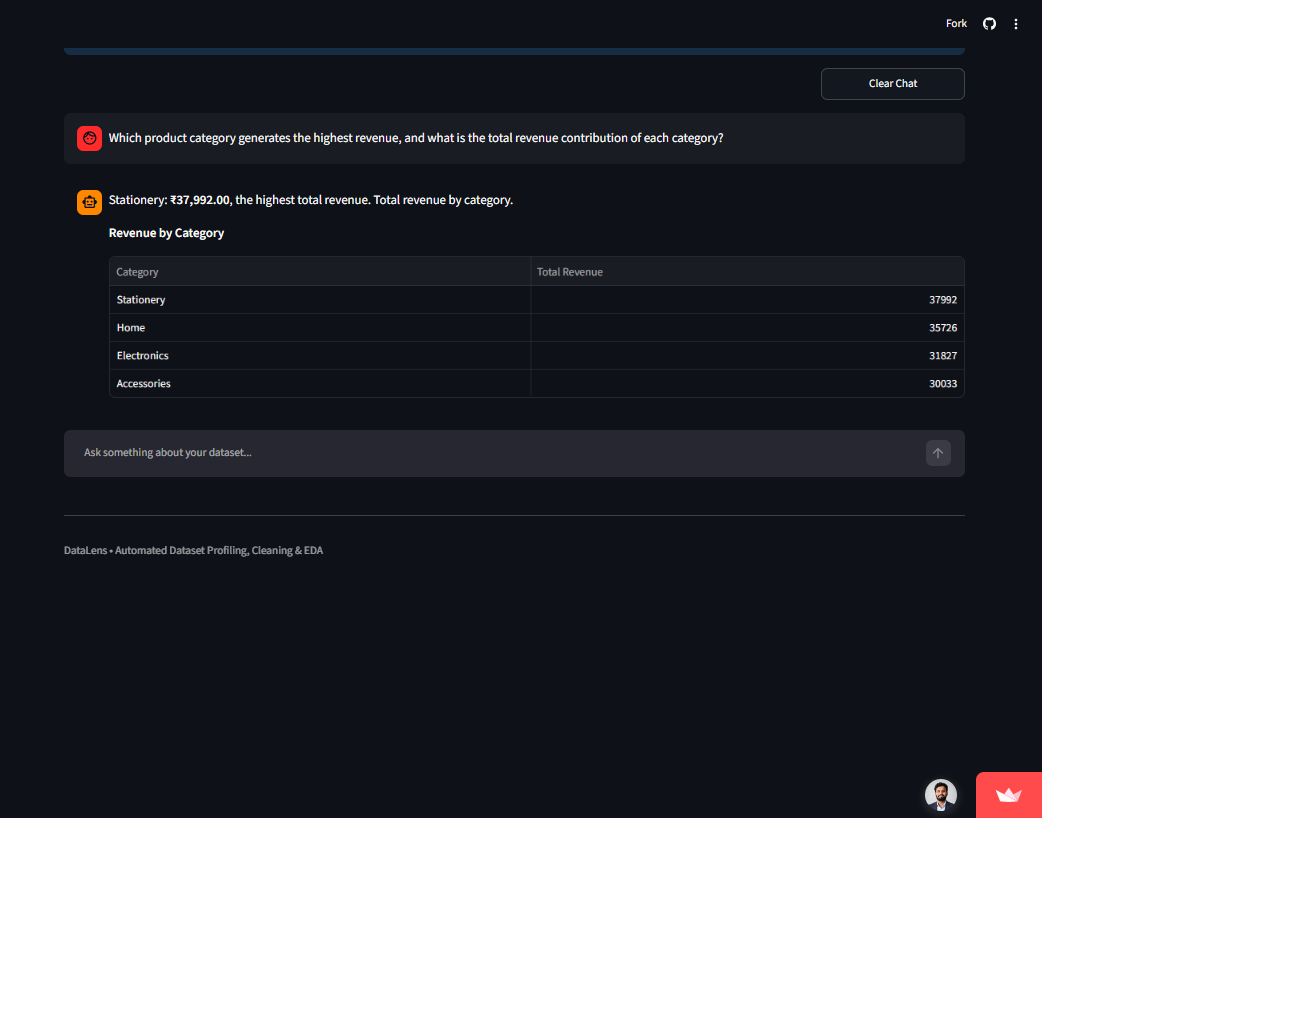 Fork
Clear Chat
Which product category generates the highest revenue, and what is the total revenue contribution of each category?
Stationery: ₹37,992.00, the highest total revenue. Total revenue by category.
Revenue by Category
Category Total Revenue
Stationery 37992
Home 35726
Electronics 31827
Accessories 30033
Ask something about your dataset...
DataLens • Automated Dataset Profiling, Cleaning & EDA